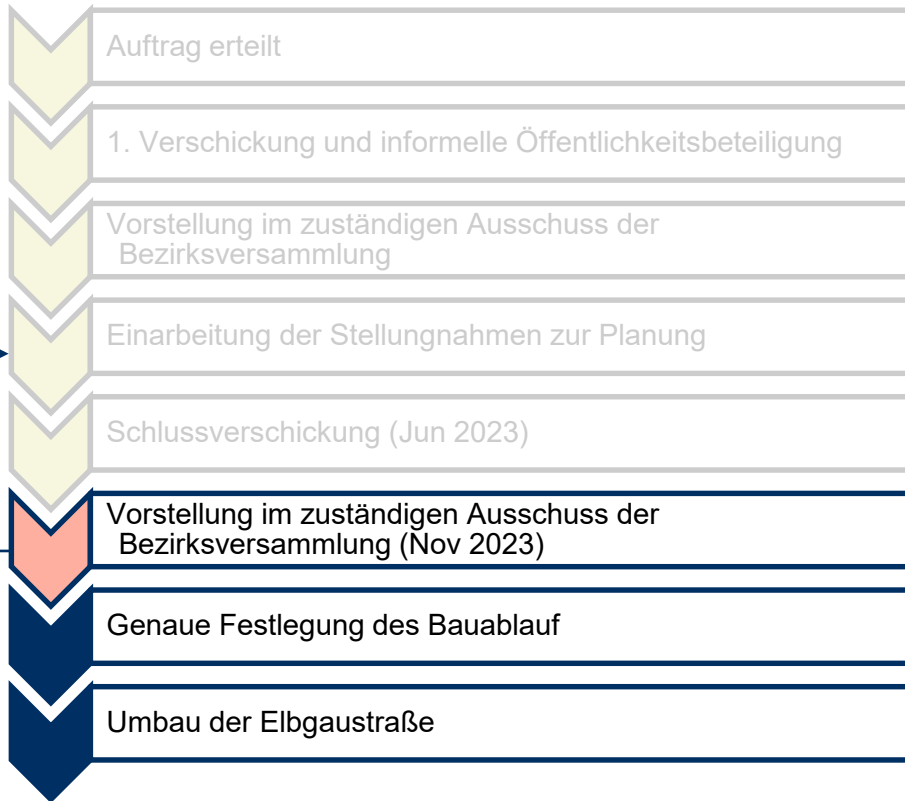 Auftrag erteilt
1. Verschickung und informelle Öffentlichkeitsbeteiligung
Vorstellung im zuständigen Ausschuss der
Bezirksversammlung
Einarbeitung der Stellungnahmen zur Planung
Schlussverschickung (Jun 2023)
Vorstellung im zuständigen Ausschuss der
Bezirksversammlung (Nov 2023)
Genaue Festlegung des Bauablauf
Umbau der Elbgaustraße